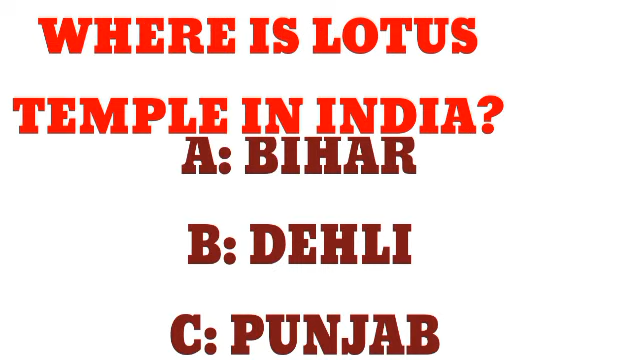 WHERE IS LOTUS
TEMPLE IN INDIA?
A: BIHAR
B: DEHLI
C: PUNJAB